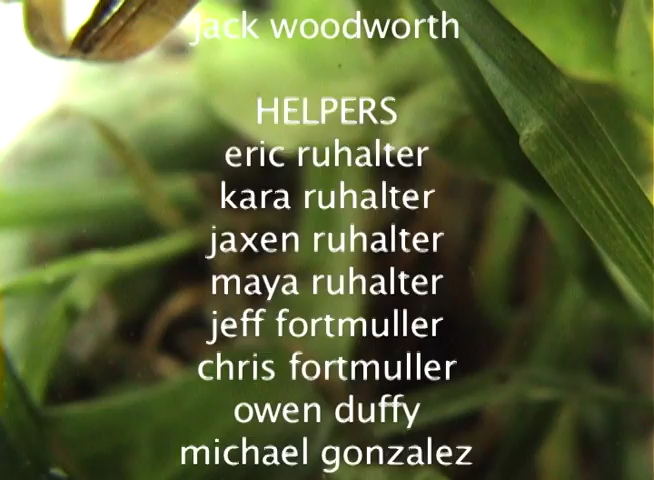 jack woodworth
HELPERS
eric ruhalter
kara ruhalter
jaxen ruhalter
maya ruhalter
jeff fortmuller
chris fortmuller
owen duffy
michael gonzalez